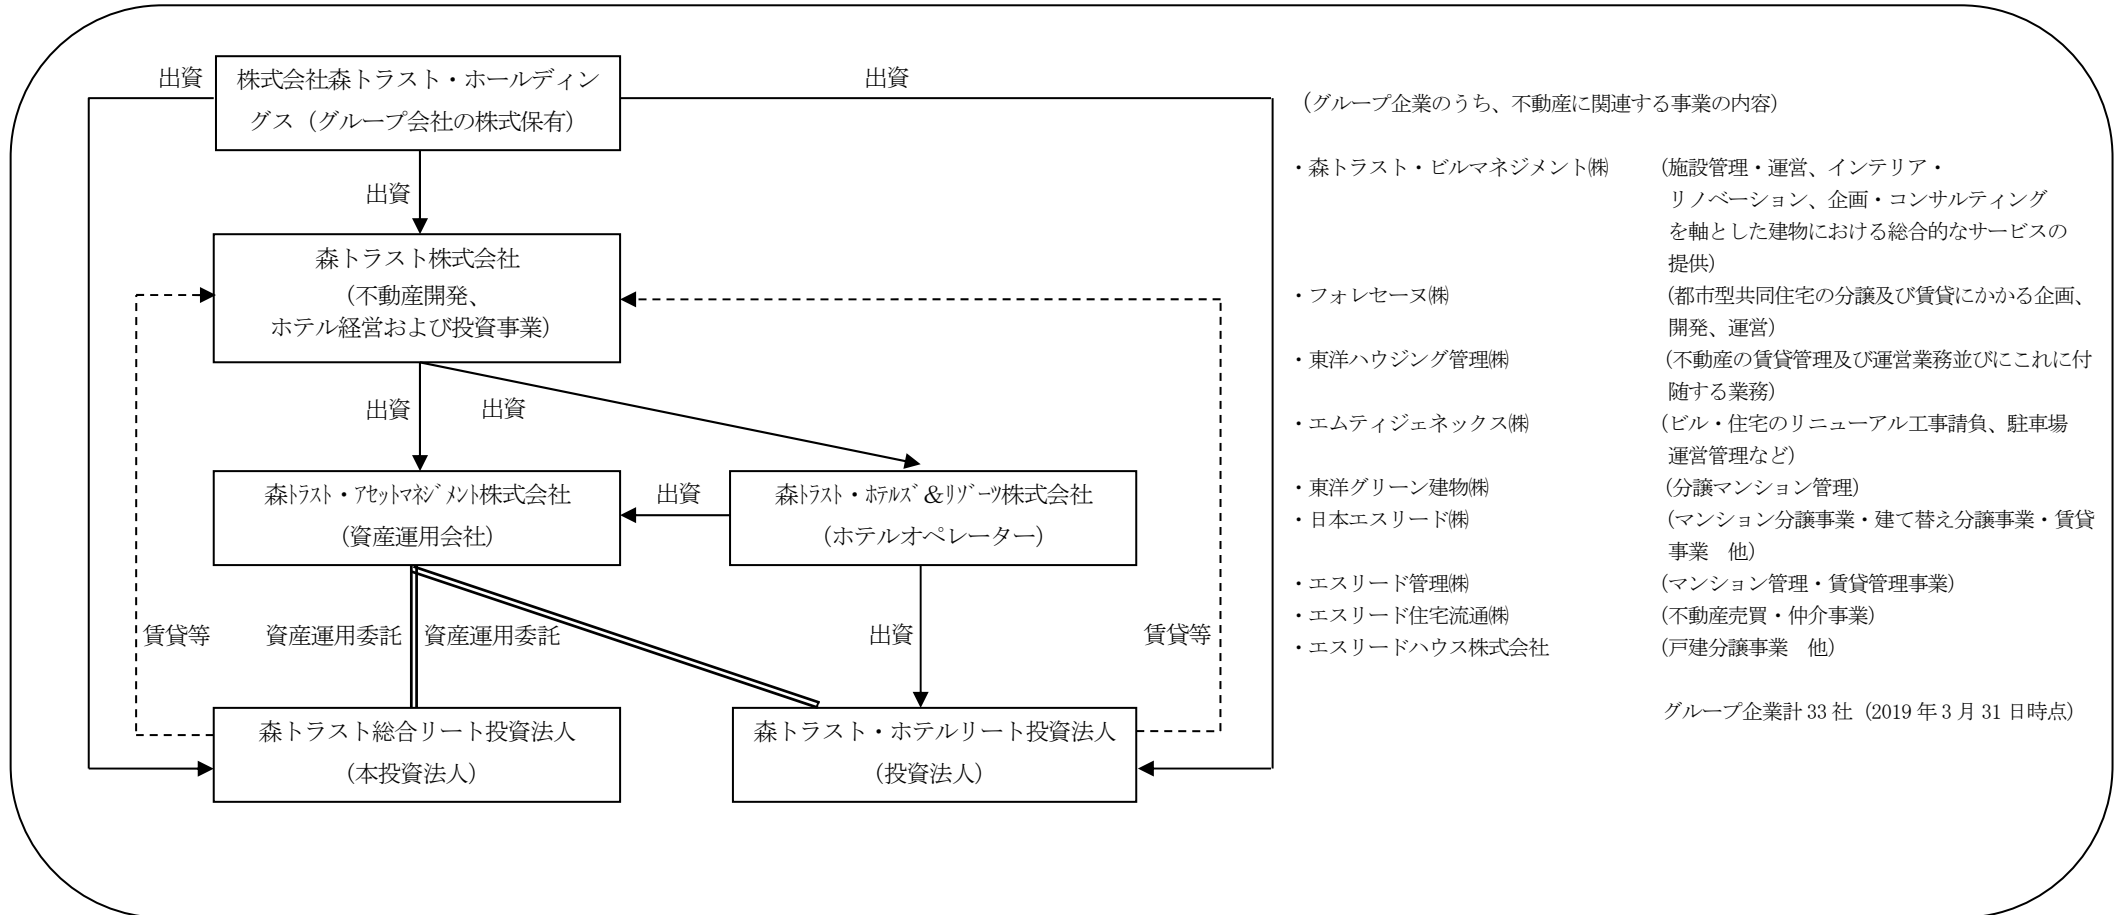 出資
株式会社森トラスト・ホールディン
グス（グループ会社の株式保有）
出資
出資
森トラスト株式会社
（不動産開発、
ホテル経営および投資事業）
出資
出資
森ﾄﾗｽﾄ・ｱｾｯﾄﾏﾈｼﾞﾒﾝﾄ株式会社
（資産運用会社）
出資
森ﾄﾗｽﾄ・ﾎﾃﾙｽﾞ&ﾘｿﾞｰﾂ株式会社
（ホテルオペレーター）
賃貸等
資産運用委託
資産運用委託
出資
賃貸等
森トラスト総合リート投資法人
（本投資法人）
森トラスト・ホテルリート投資法人
（投資法人）
（グループ企業のうち、不動産に関連する事業の内容）
・森トラスト・ビルマネジメント㈱ （施設管理・運営、インテリア・
リノベーション、企画・コンサルティング
を軸とした建物における総合的なサービスの
提供）
・フォレセーヌ㈱ （都市型共同住宅の分譲及び賃貸にかかる企画、
開発、運営）
・東洋ハウジング管理㈱ （不動産の賃貸管理及び運営業務並びにこれに付
随する業務）
・エムティジェネックス㈱ （ビル・住宅のリニューアル工事請負、駐車場
運営管理など）
・東洋グリーン建物㈱ （分譲マンション管理）
・日本エスリード㈱ （マンション分譲事業・建て替え分譲事業・賃貸
事業　他）
・エスリード管理㈱ （マンション管理・賃貸管理事業）
・エスリード住宅流通㈱ （不動産売買・仲介事業）
・エスリードハウス株式会社 （戸建分譲事業　他）
グループ企業計 33 社（2019 年 3 月 31 日時点）